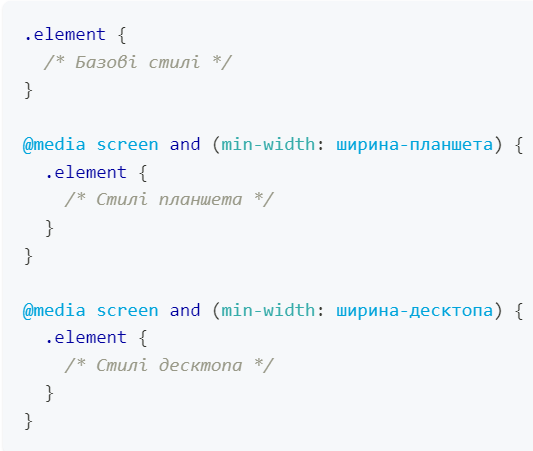 .element {
  /* Базові стилі */
}

@media screen and (min-width: ширина-планшета) {
  .element {
    /* Стилі планшета */
  }
}

@media screen and (min-width: ширина-десктопа) {
  .element {
    /* Стилі десктопа */
  }
}